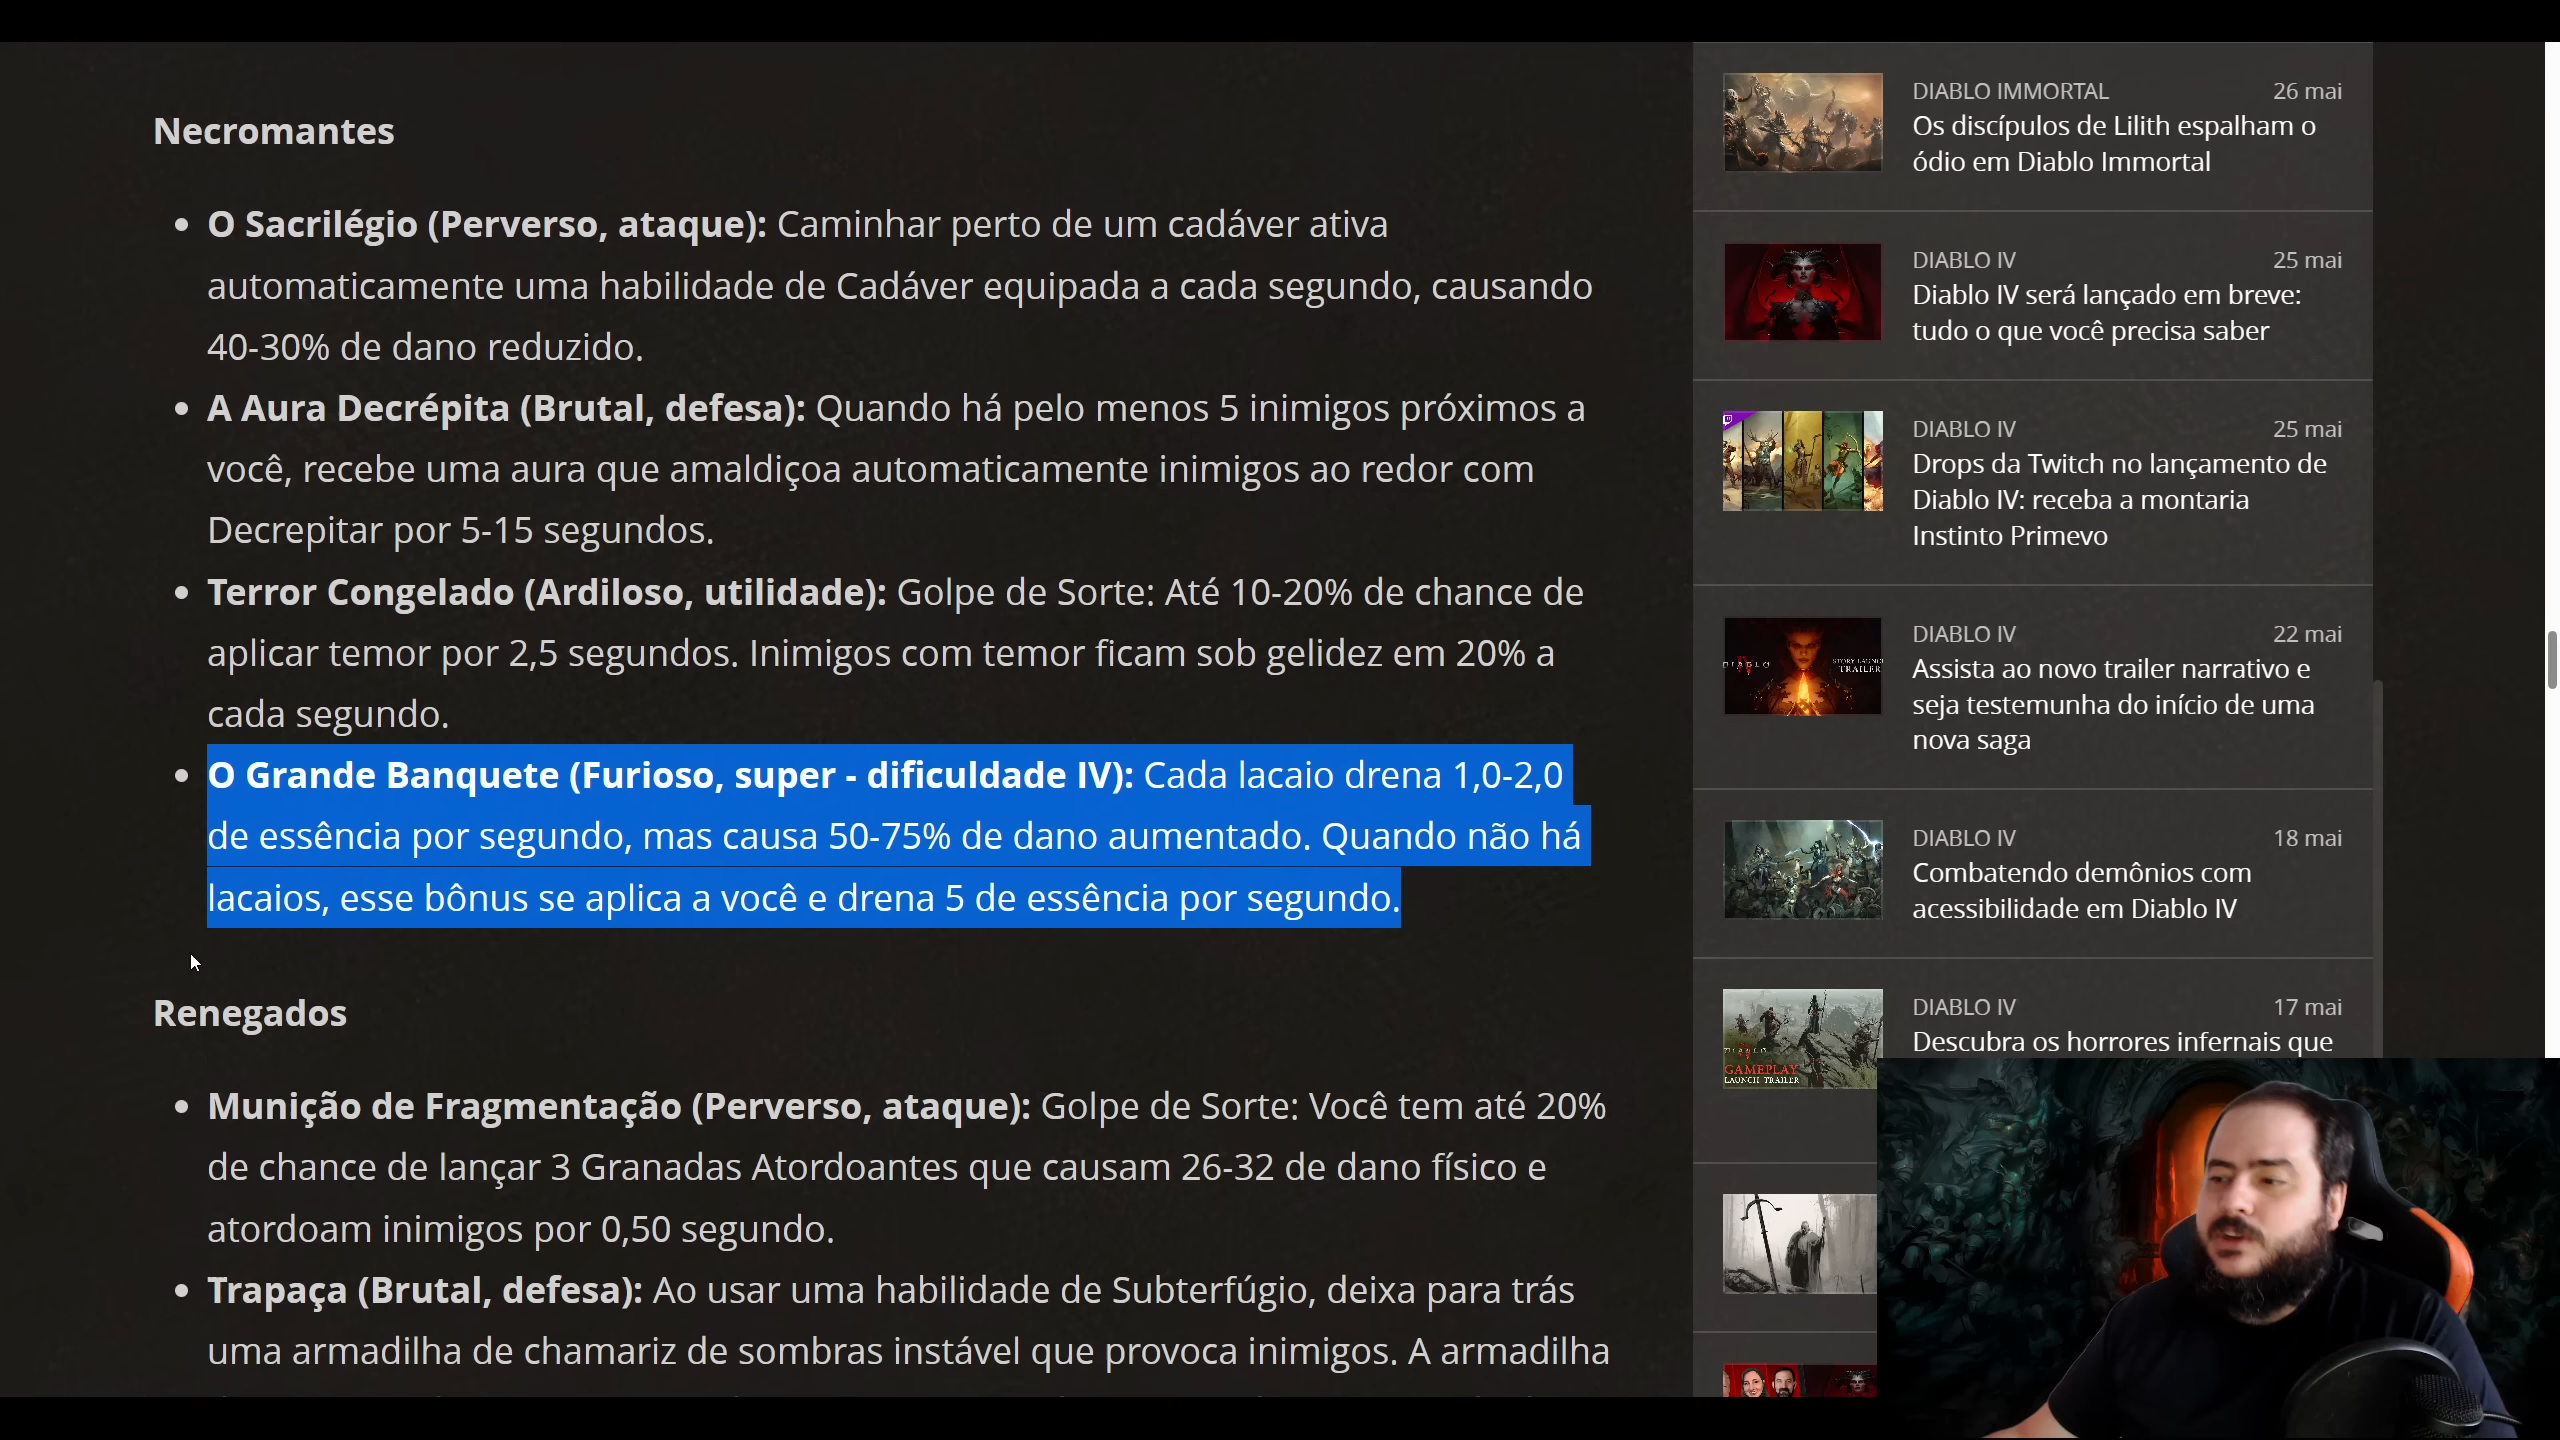 Necromantes
• O Sacrilégio (Perverso, ataque): Caminhar perto de um cadáver ativa
automaticamente uma habilidade de Cadáver equipada a cada segundo, causando
40-30% de dano reduzido.
• A Aura Decrépita (Brutal, defesa): Quando há pelo menos 5 inimigos próximos a
você, recebe uma aura que amaldiçoa automaticamente inimigos ao redor com
Decrepitar por 5-15 segundos.
• Terror Congelado (Ardiloso, utilidade): Golpe de Sorte: Até 10-20% de chance de
aplicar temor por 2,5 segundos. Inimigos com temor ficam sob gelidez em 20% a
cada segundo.
• O Grande Banquete (Furioso, super - dificuldade IV): Cada lacaio drena 1,0-2,0
de essência por segundo, mas causa 50-75% de dano aumentado. Quando não há
lacaios, esse bônus se aplica a você e drena 5 de essência por segundo.
Renegados
• Munição de Fragmentação (Perverso, ataque): Golpe de Sorte: Você tem até 20%
de chance de lançar 3 Granadas Atordoantes que causam 26-32 de dano físico e
atordoam inimigos por 0,50 segundo.
• Trapaça (Brutal, defesa): Ao usar uma habilidade de Subterfúgio, deixa para trás
uma armadilha de chamariz de sombras instável que provoca inimigos. A armadilha
DIABLO IMMORTAL 26 mai
Os discípulos de Lilith espalham o
ódio em Diablo Immortal
DIABLO IV 25 mai
Diablo IV será lançado em breve:
tudo o que você precisa saber
DIABLO IV 25 mai
Drops da Twitch no lançamento de
Diablo IV: receba a montaria
Instinto Primevo
DIABLO IV 22 mai
Assista ao novo trailer narrativo e
seja testemunha do início de uma
nova saga
DIABLO IV
STORY LAUNCH
TRAILER
DIABLO IV 18 mai
Combatendo demônios com
acessibilidade em Diablo IV
DIABLO IV 17 mai
Descubra os horrores infernais que
DIABLO
GAMEPLAY
LAUNCH TRAILER